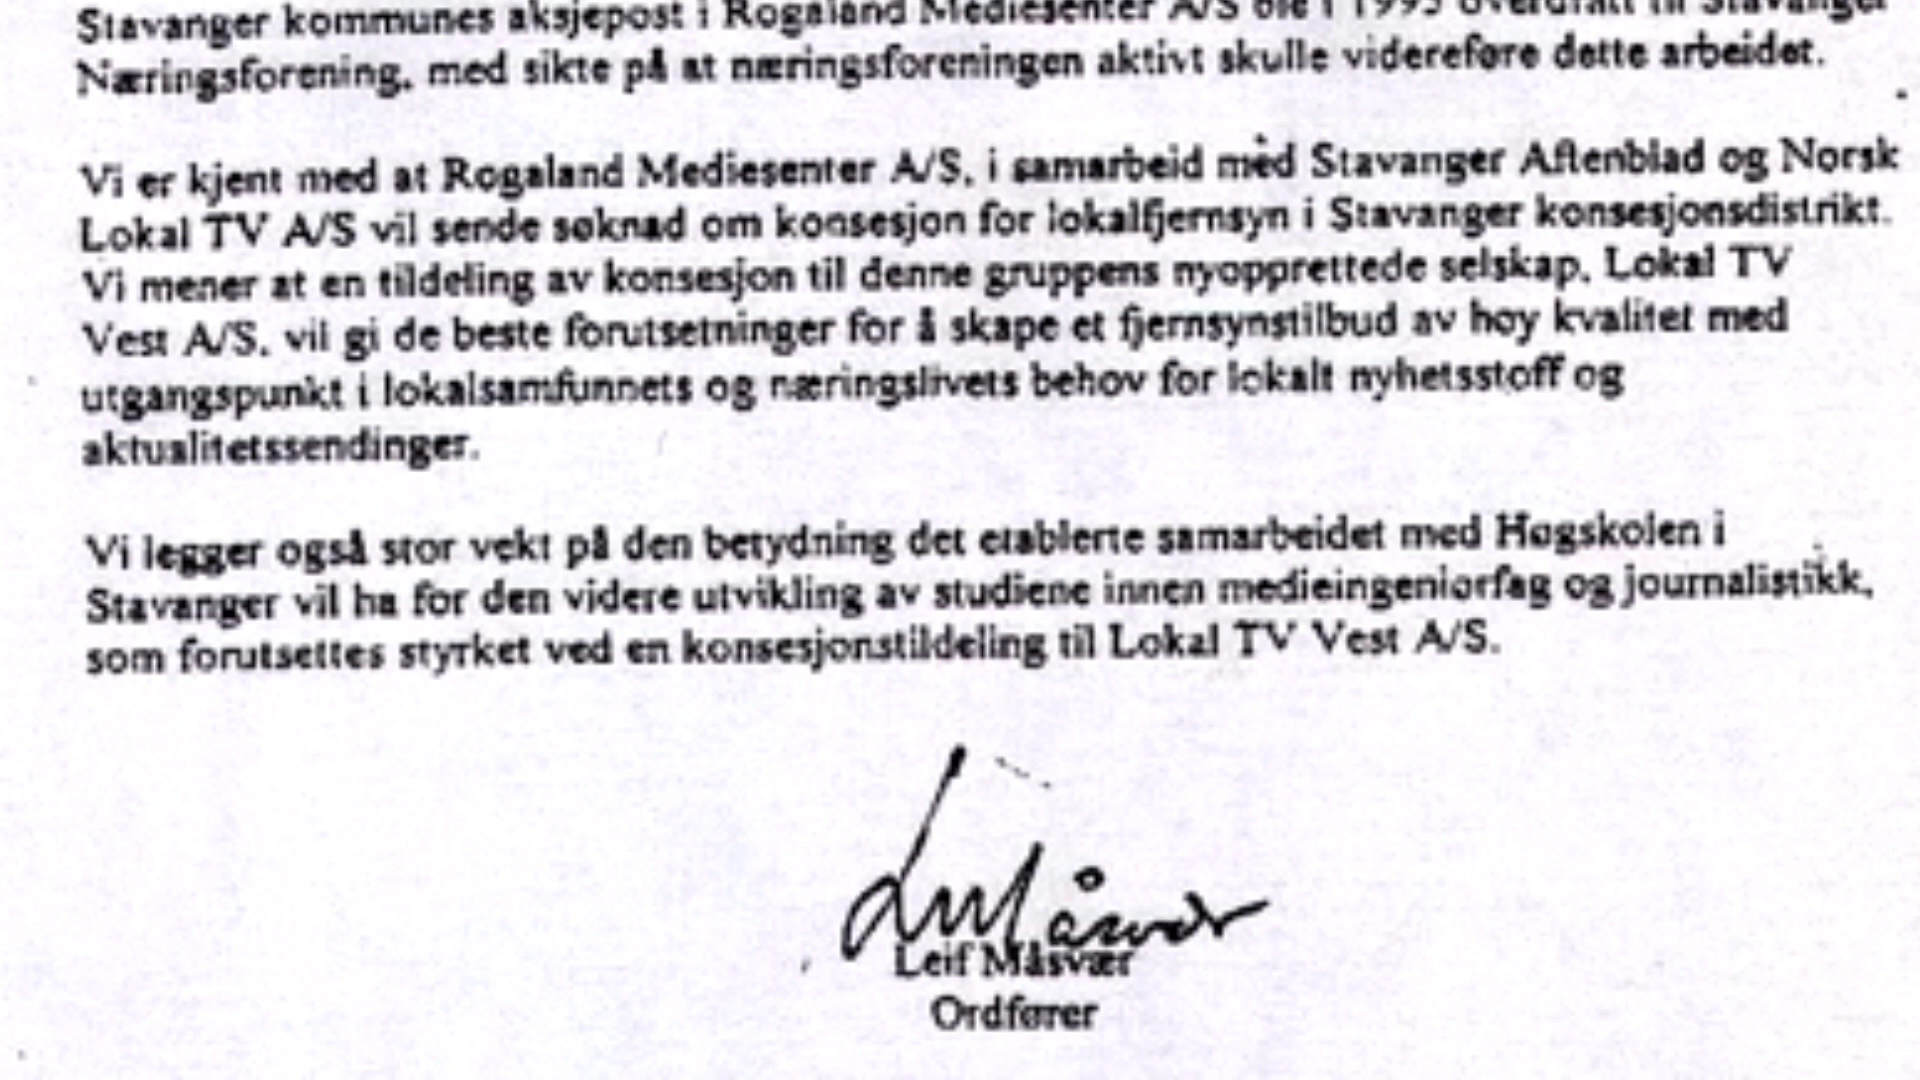 Stavanger kommunes aksjepost i Rogaland Mediesenter A/S ble i 1995 overdratt til Stavanger
Næringsforening, med sikte på at næringsforeningen aktivt skulle videreføre dette arbeidet.
Vi er kjent med at Rogaland Mediesenter A/S, i samarbeid med Stavanger Aftenblad og Norsk
Lokal TV A/S vil sende søknad om konsesjon for lokalfjernsyn i Stavanger konsesjonsdistrikt.
Vi mener at en tildeling av konsesjon til denne gruppens nyopprettede selskap, Lokal TV
Vest A/S, vil gi de beste forutsetninger for å skape et fjernsynstilbud av høy kvalitet med
utgangspunkt i lokalsamfunnets og næringslivets behov for lokalt nyhetsstoff og
aktualitetssendinger.
Vi legger også stor vekt på den betydning det etablerte samarbeidet med Høgskolen i
Stavanger vil ha for den videre utvikling av studiene innen medieingeniørfag og journalistikk,
som forutsettes styrket ved en konsesjonstildeling til Lokal TV Vest A/S.
Leif Måsvær
Leif Måsvær
Ordfører